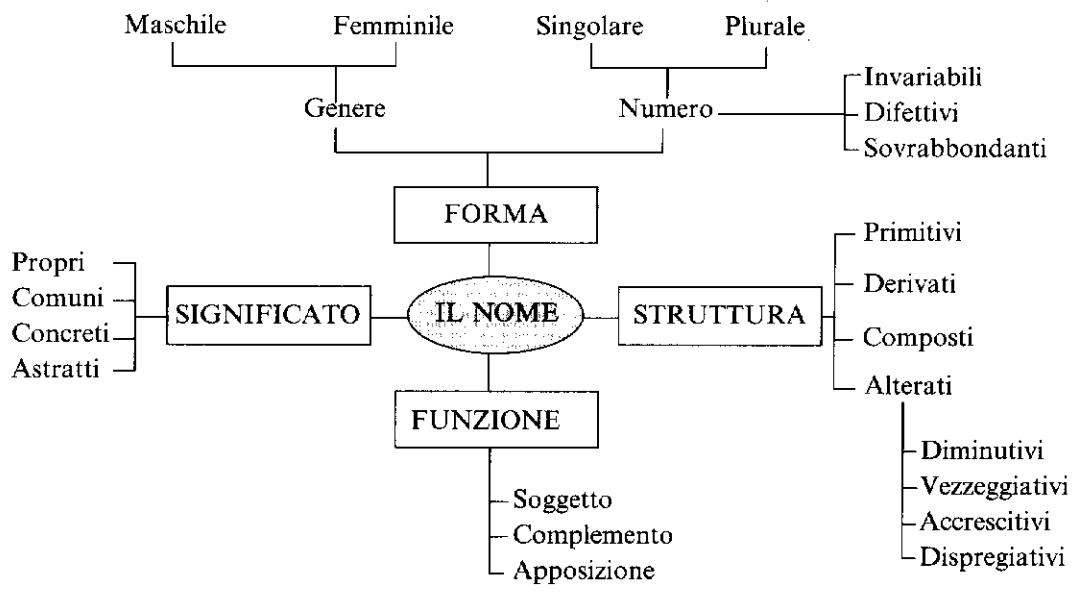 Maschile Femminile Singolare Plurale
Genere Numero
Invariabili
Difettivi
Sovrabbondanti
FORMA
Propri
Comuni
Concreti
Astratti
SIGNIFICATO
IL NOME
STRUTTURA
Primitivi
Derivati
Composti
Alterati
Diminutivi
Vezzeggiativi
Accrescitivi
Dispregiativi
FUNZIONE
Soggetto
Complemento
Apposizione